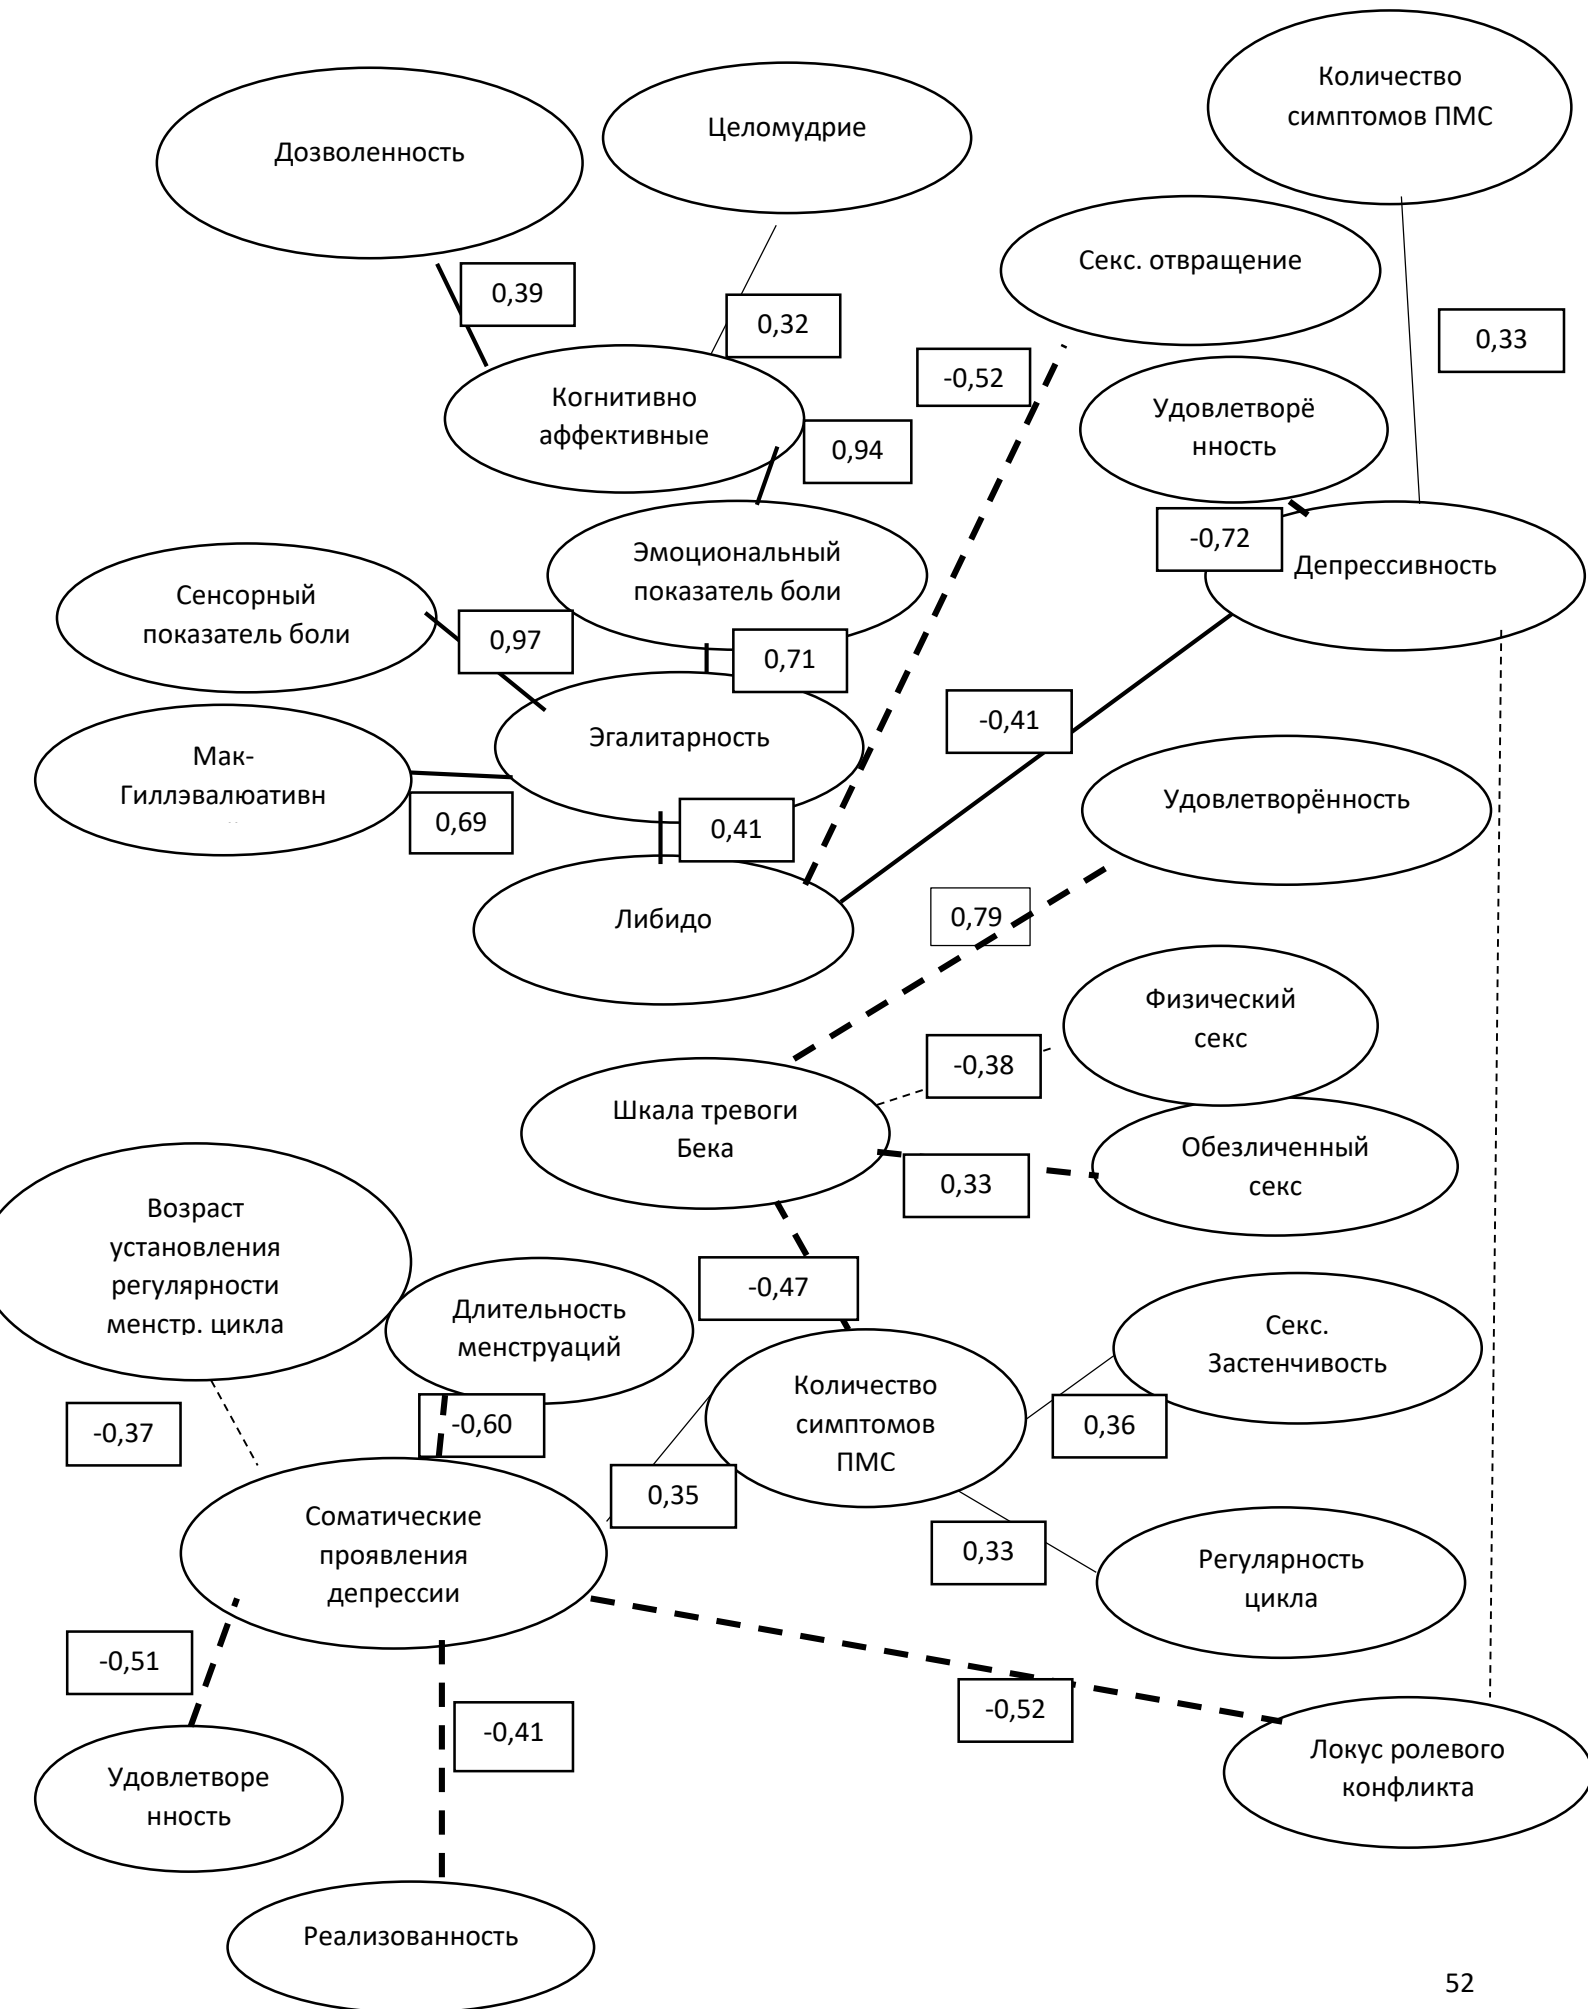 Количество
симптомов ПМС
Целомудрие
Дозволенность
Секс. отвращение
0,39
0,32
0,33
-0,52
Когнитивно
аффективные
Удовлетворё
нность
0,94
-0,72
Эмоциональный
показатель боли
Депрессивность
Сенсорный
показатель боли
0,97
0,71
-0,41
Эгалитарность
Мак-
Гиллэвалюативн
0,69
0,41
Удовлетворённость
Либидо
0,79
Физический
секс
-0,38
Шкала тревоги
Бека
Обезличенный
секс
0,33
Возраст
установления
регулярности
менстр. цикла
Длительность
менструаций
-0,47
Секс.
Застенчивость
Количество
симптомов
ПМС
-0,37
-0,60
0,36
0,35
Соматические
проявления
депрессии
0,33
Регулярность
цикла
-0,51
-0,41
-0,52
Удовлетворе
нность
Локус ролевого
конфликта
Реализованность
52